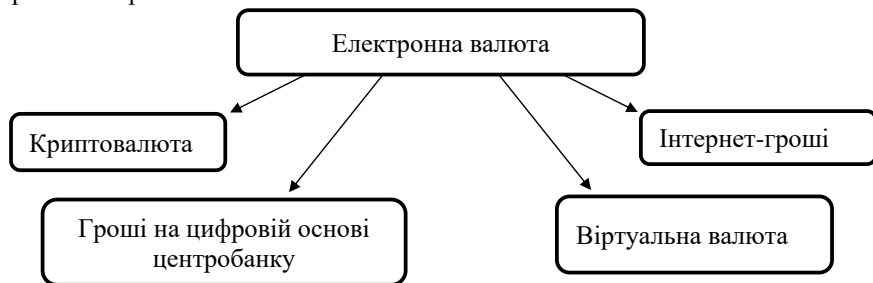 Електронна валюта
Криптовалюта
Інтернет-гроші
Гроші на цифровій основі
центробанку
Віртуальна валюта